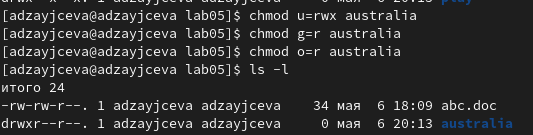 [adzayjceva@adzayjceva lab05]$ chmod u=rwx australia
[adzayjceva@adzayjceva lab05]$ chmod g=r australia
[adzayjceva@adzayjceva lab05]$ chmod o=r australia
[adzayjceva@adzayjceva lab05]$ ls -l
итого 24
-rw-rw-r--. 1 adzayjceva adzayjceva    34 мая  6 18:09 abc.doc
drwxr--r--. 1 adzayjceva adzayjceva     0 мая  6 20:13 australia